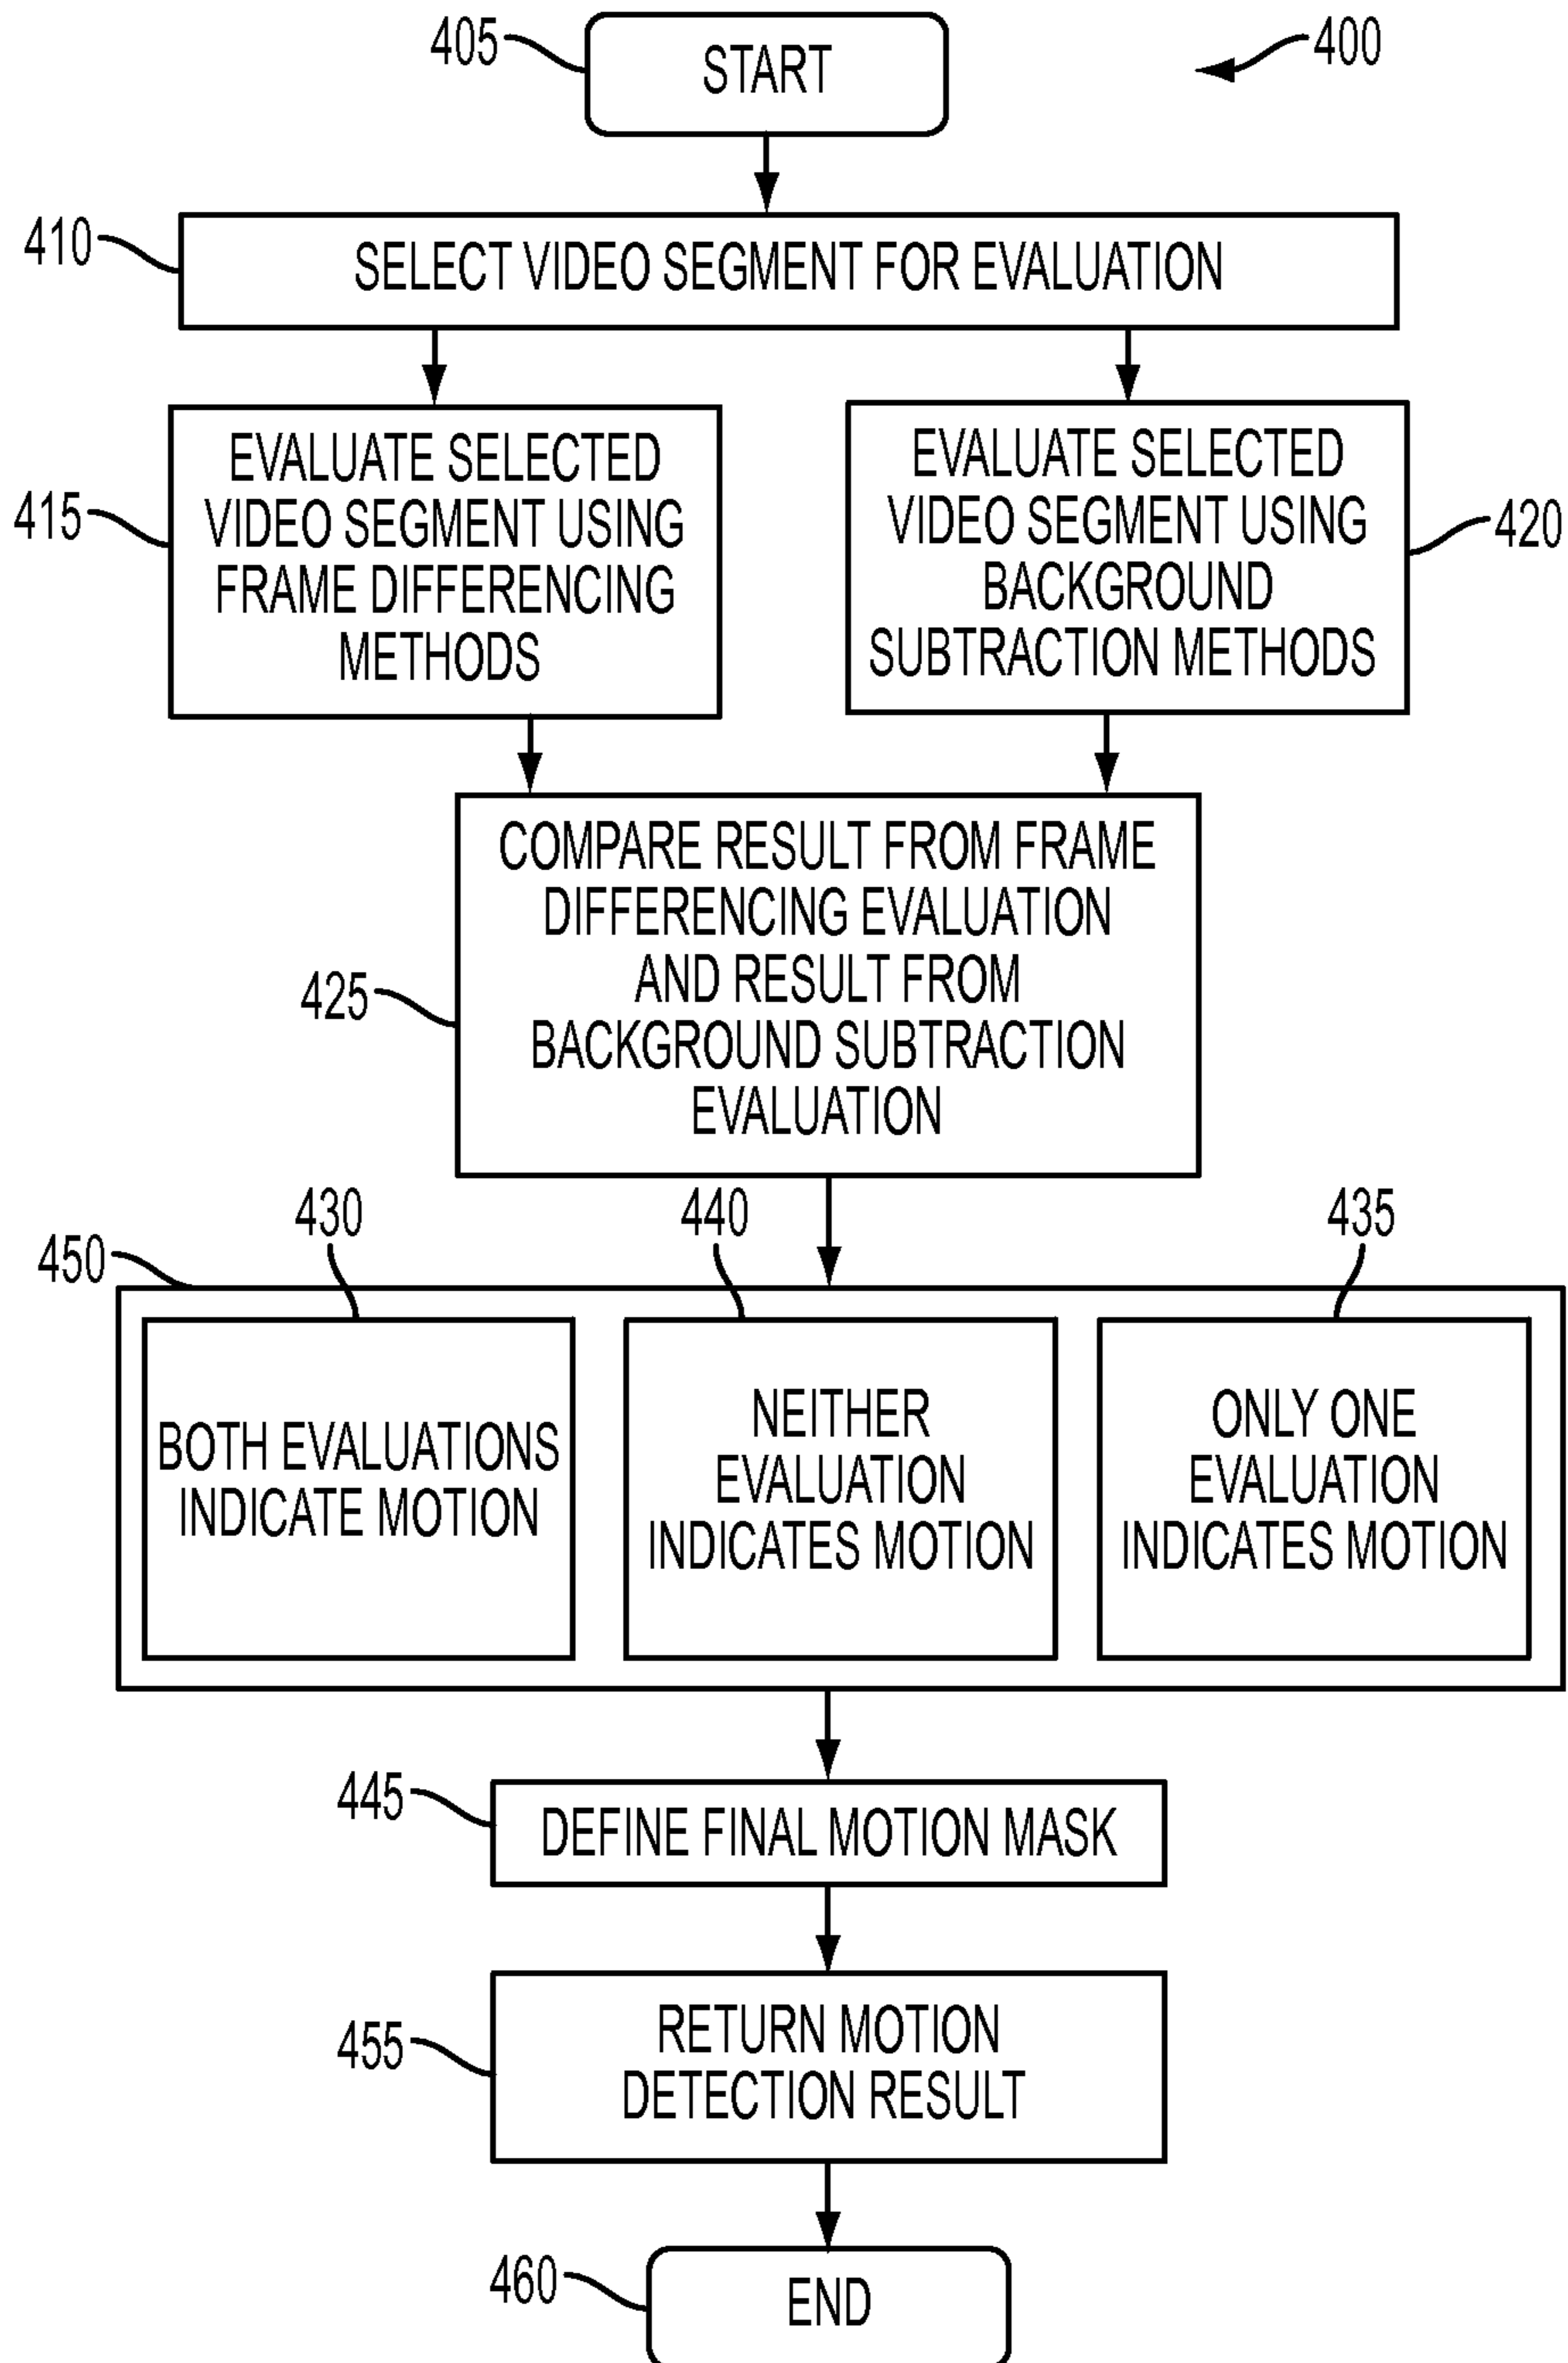 405
START
400
410
SELECT VIDEO SEGMENT FOR EVALUATION
415
EVALUATE SELECTED
VIDEO SEGMENT USING
FRAME DIFFERENCING
METHODS
EVALUATE SELECTED
VIDEO SEGMENT USING
BACKGROUND
SUBTRACTION METHODS
420
425
COMPARE RESULT FROM FRAME
DIFFERENCING EVALUATION
AND RESULT FROM
BACKGROUND SUBTRACTION
EVALUATION
450
430
440
435
BOTH EVALUATIONS
INDICATE MOTION
NEITHER
EVALUATION
INDICATES MOTION
ONLY ONE
EVALUATION
INDICATES MOTION
445
DEFINE FINAL MOTION MASK
455
RETURN MOTION
DETECTION RESULT
460
END